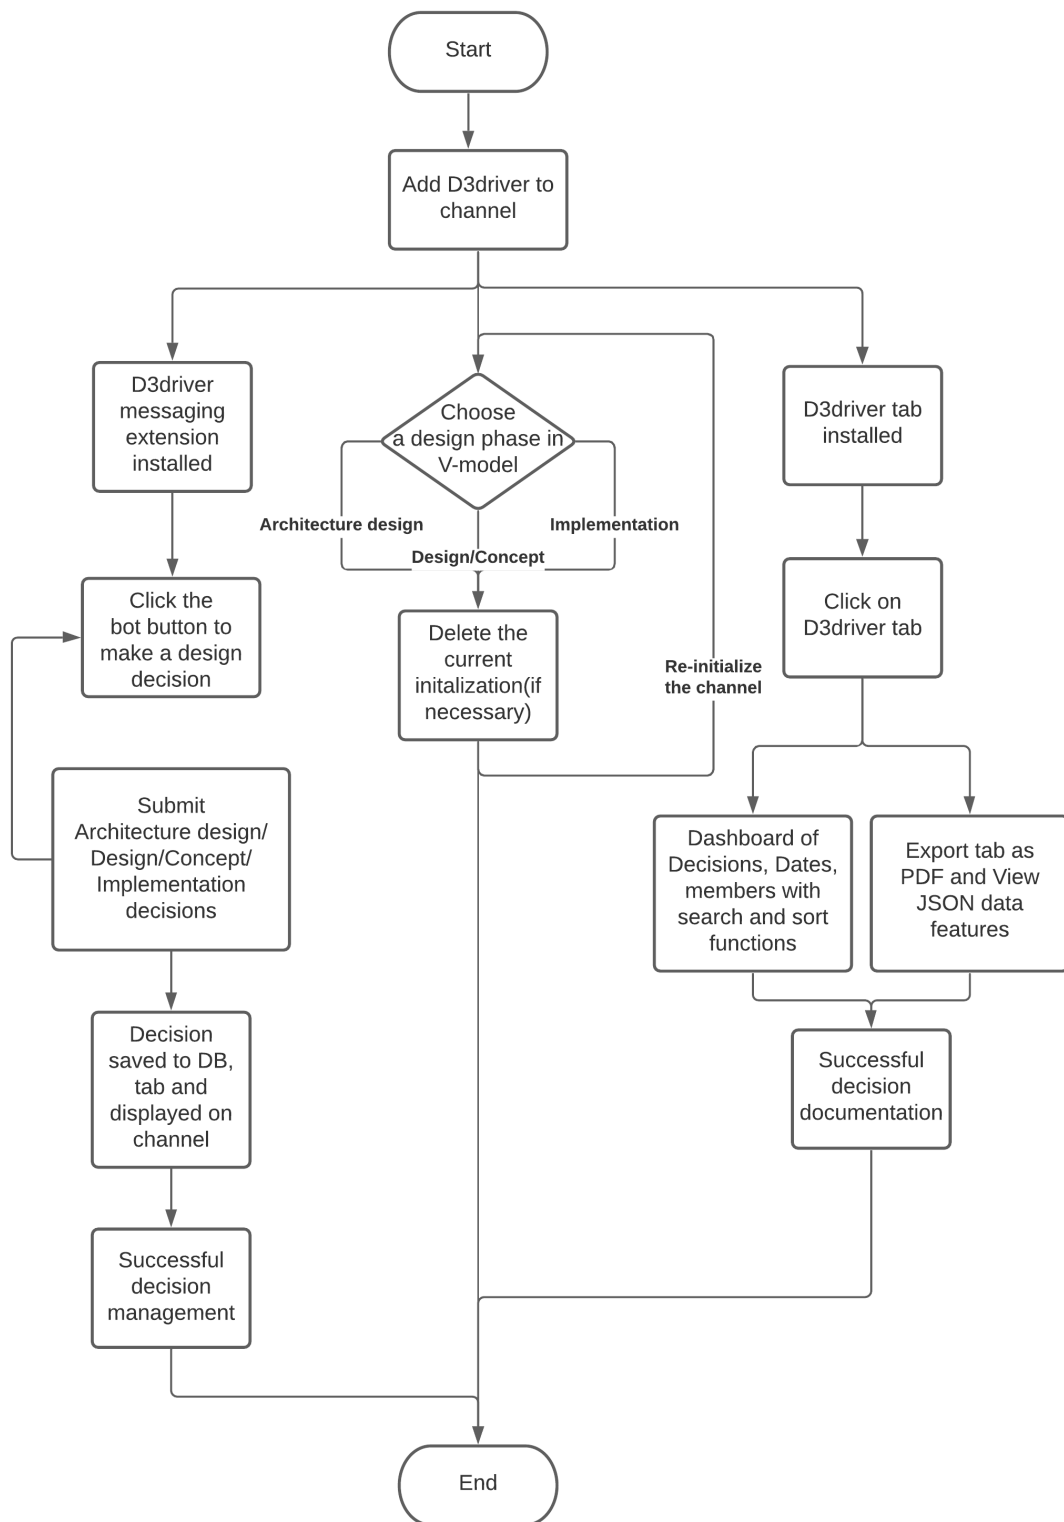 Start
Add D3driver to
channel
D3driver
messaging
extension
installed
Choose
a design phase in
V-model
D3driver tab
installed
Architecture design
Implementation
Design/Concept
Click the
bot button to
make a design
decision
Delete the
current
initalization(if
necessary)
Click on
D3driver tab
Re-initialize
the channel
Submit
Architecture design/
Design/Concept/
Implementation
decisions
Dashboard of
Decisions, Dates,
members with
search and sort
functions
Export tab as
PDF and View
JSON data
features
Decision
saved to DB,
tab and
displayed on
channel
Successful
decision
documentation
Successful
decision
management
End